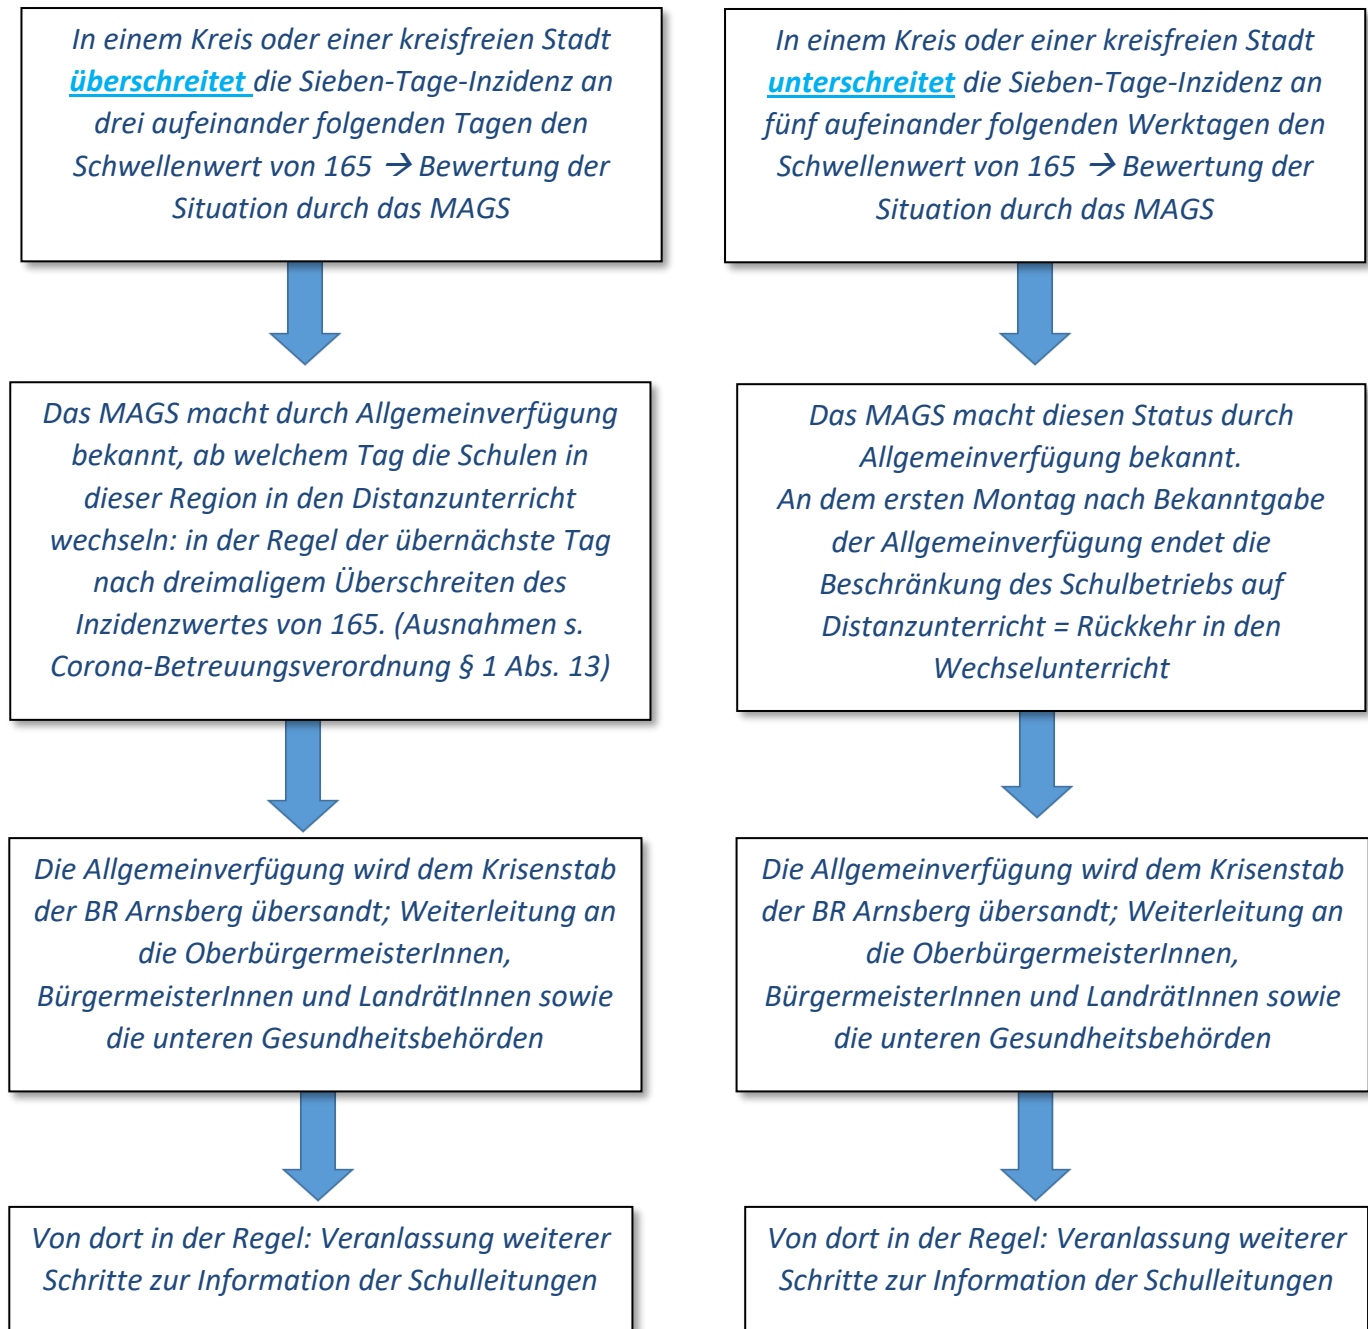 In einem Kreis oder einer kreisfreien Stadt
überschreitet die Sieben-Tage-Inzidenz an
drei aufeinander folgenden Tagen den
Schwellenwert von 165 → Bewertung der
Situation durch das MAGS
Das MAGS macht durch Allgemeinverfügung
bekannt, ab welchem Tag die Schulen in
dieser Region in den Distanzunterricht
wechseln: in der Regel der übernächste Tag
nach dreimaligem Überschreiten des
Inzidenzwertes von 165. (Ausnahmen s.
Corona-Betreuungsverordnung § 1 Abs. 13)
Die Allgemeinverfügung wird dem Krisenstab
der BR Arnsberg übersandt; Weiterleitung an
die OberbürgermeisterInnen,
BürgermeisterInnen und LandrätInnen sowie
die unteren Gesundheitsbehörden
Von dort in der Regel: Veranlassung weiterer
Schritte zur Information der Schulleitungen
In einem Kreis oder einer kreisfreien Stadt
unterschreitet die Sieben-Tage-Inzidenz an
fünf aufeinander folgenden Werktagen den
Schwellenwert von 165 → Bewertung der
Situation durch das MAGS
Das MAGS macht diesen Status durch
Allgemeinverfügung bekannt.
An dem ersten Montag nach Bekanntgabe
der Allgemeinverfügung endet die
Beschränkung des Schulbetriebs auf
Distanzunterricht = Rückkehr in den
Wechselunterricht
Die Allgemeinverfügung wird dem Krisenstab
der BR Arnsberg übersandt; Weiterleitung an
die OberbürgermeisterInnen,
BürgermeisterInnen und LandrätInnen sowie
die unteren Gesundheitsbehörden
Von dort in der Regel: Veranlassung weiterer
Schritte zur Information der Schulleitungen